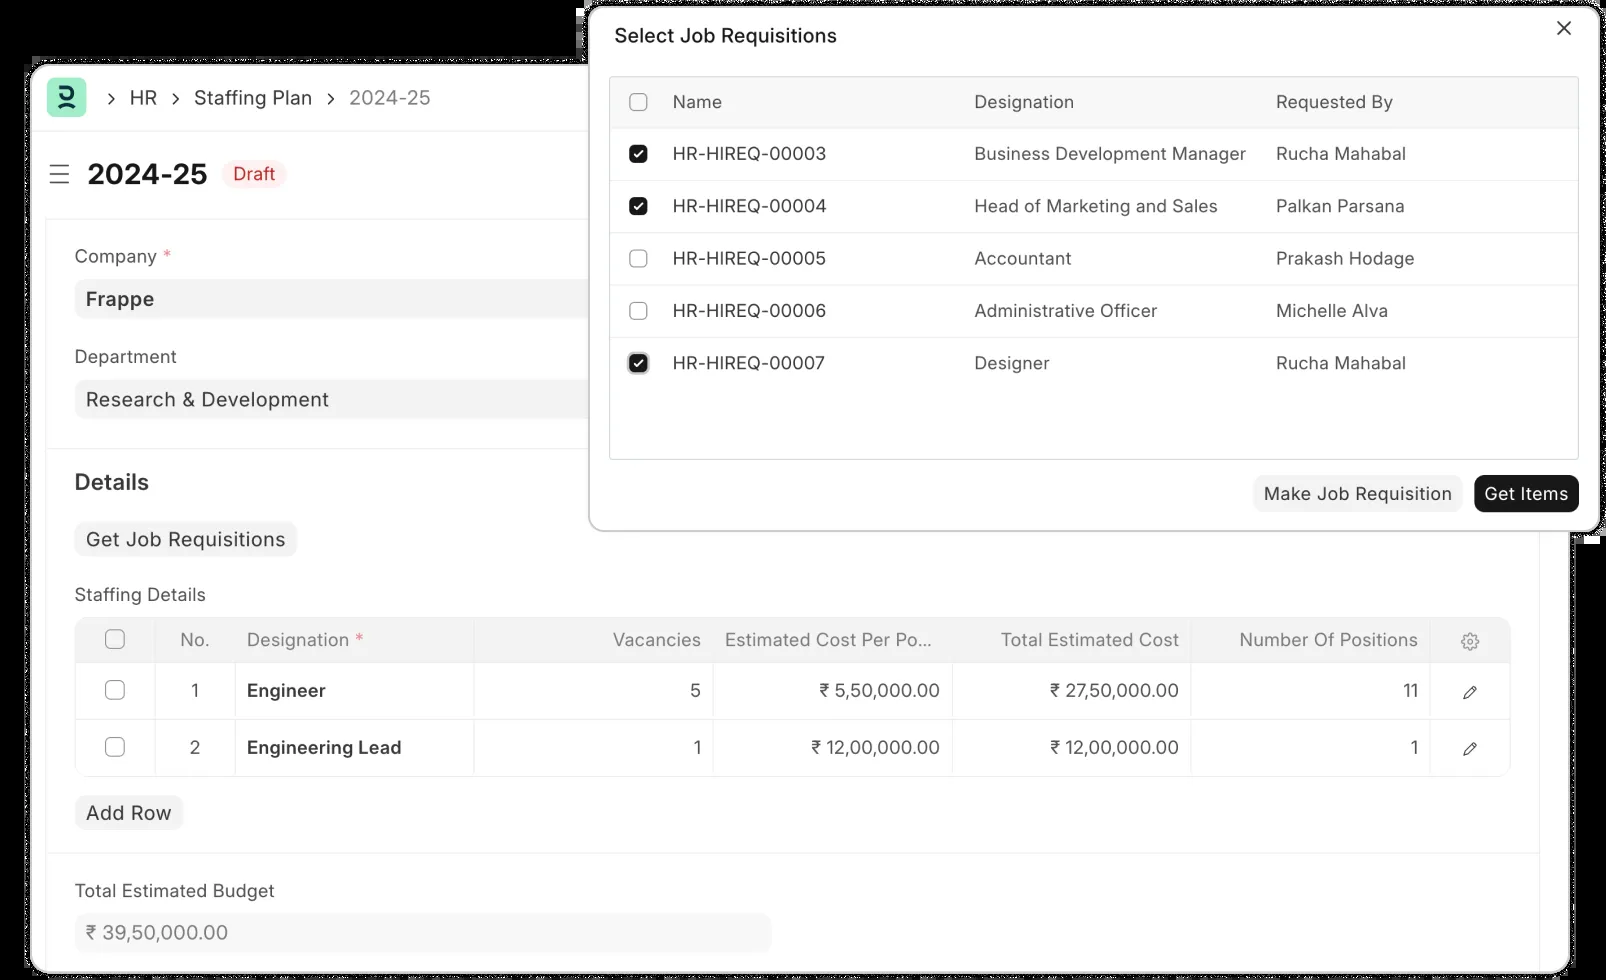 HR > Staffing Plan > 2024-25
2024-25 Draft
Company *
Frappe
Department
Research & Development
Details
Get Job Requisitions
Staffing Details
No. Designation * Vacancies Estimated Cost Per Po... Total Estimated Cost Number Of Positions
1 Engineer 5 ₹ 5,50,000.00 ₹ 27,50,000.00 11
2 Engineering Lead 1 ₹ 12,00,000.00 ₹ 12,00,000.00 1
Add Row
Total Estimated Budget
₹ 39,50,000.00
Select Job Requisitions
Name Designation Requested By
HR-HIREQ-00003 Business Development Manager Rucha Mahabal
HR-HIREQ-00004 Head of Marketing and Sales Palkan Parsana
HR-HIREQ-00005 Accountant Prakash Hodage
HR-HIREQ-00006 Administrative Officer Michelle Alva
HR-HIREQ-00007 Designer Rucha Mahabal
Make Job Requisition Get Items